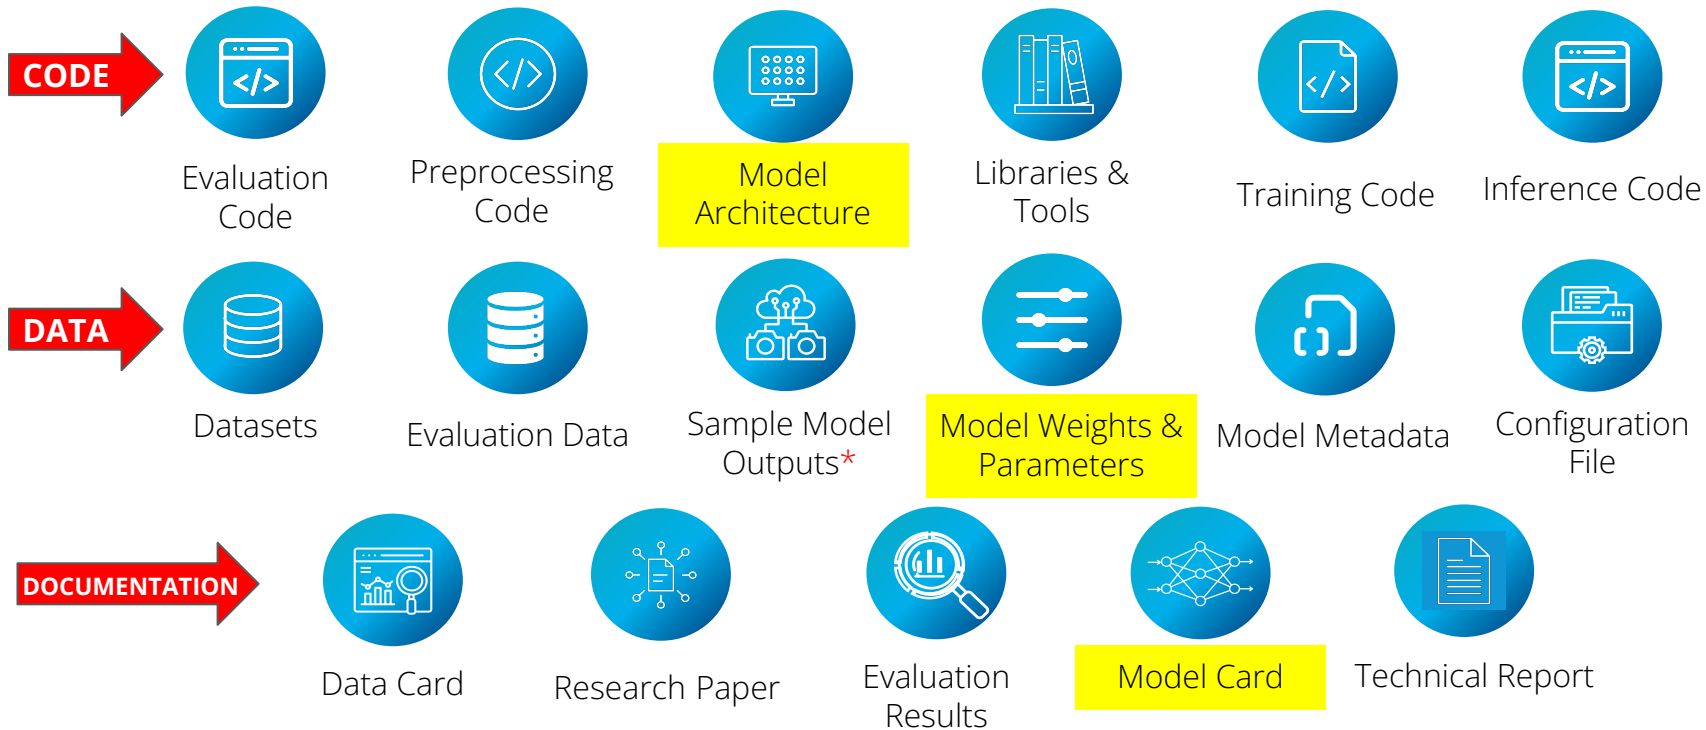 CODE
Evaluation
Code
Preprocessing
Code
Model
Architecture
Libraries &
Tools
Training Code
Inference Code
DATA
Datasets
Evaluation Data
Sample Model
Outputs*
Model Weights &
Parameters
Model Metadata
Configuration
File
DOCUMENTATION
Data Card
Research Paper
Evaluation
Results
Model Card
Technical Report